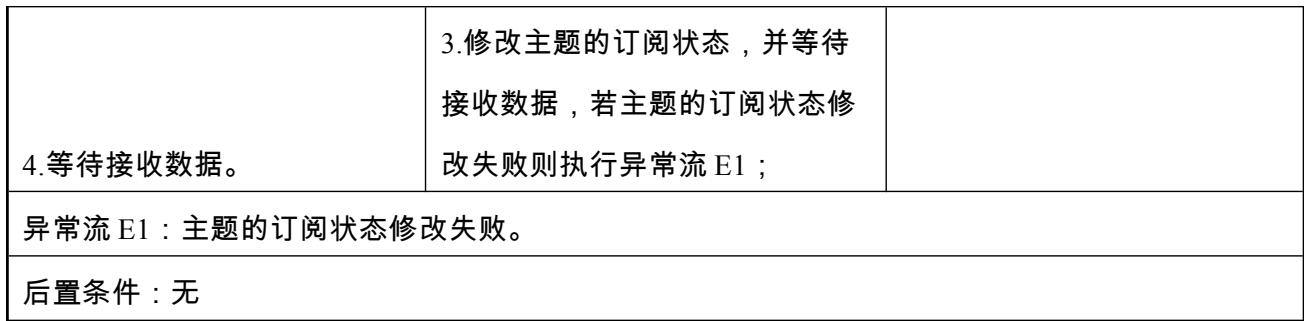 3.修改主题的订阅状态，并等待
接收数据，若主题的订阅状态修
4.等待接收数据。
改失败则执行异常流 E1；
异常流 E1：主题的订阅状态修改失败。
后置条件：无